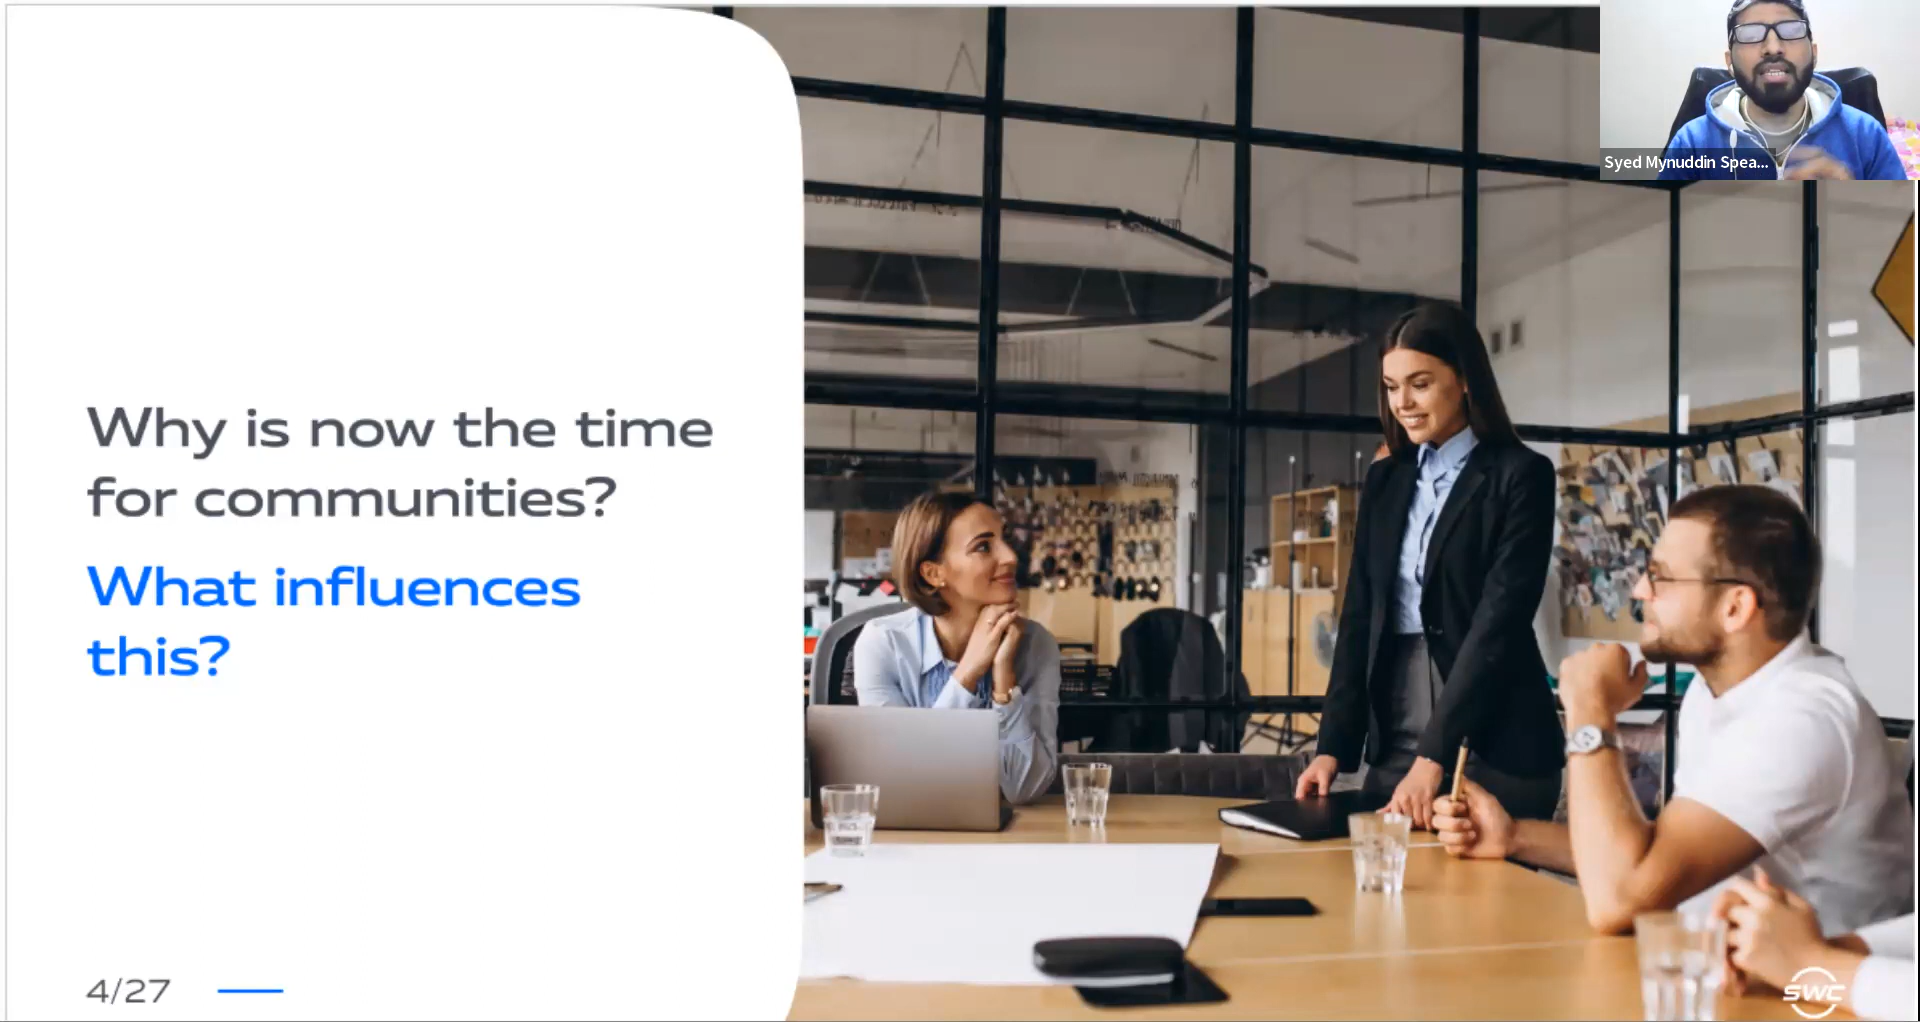 Syed Mynuddin Spea...
Why is now the time
for communities?
What influences
this?
4/27
SWC